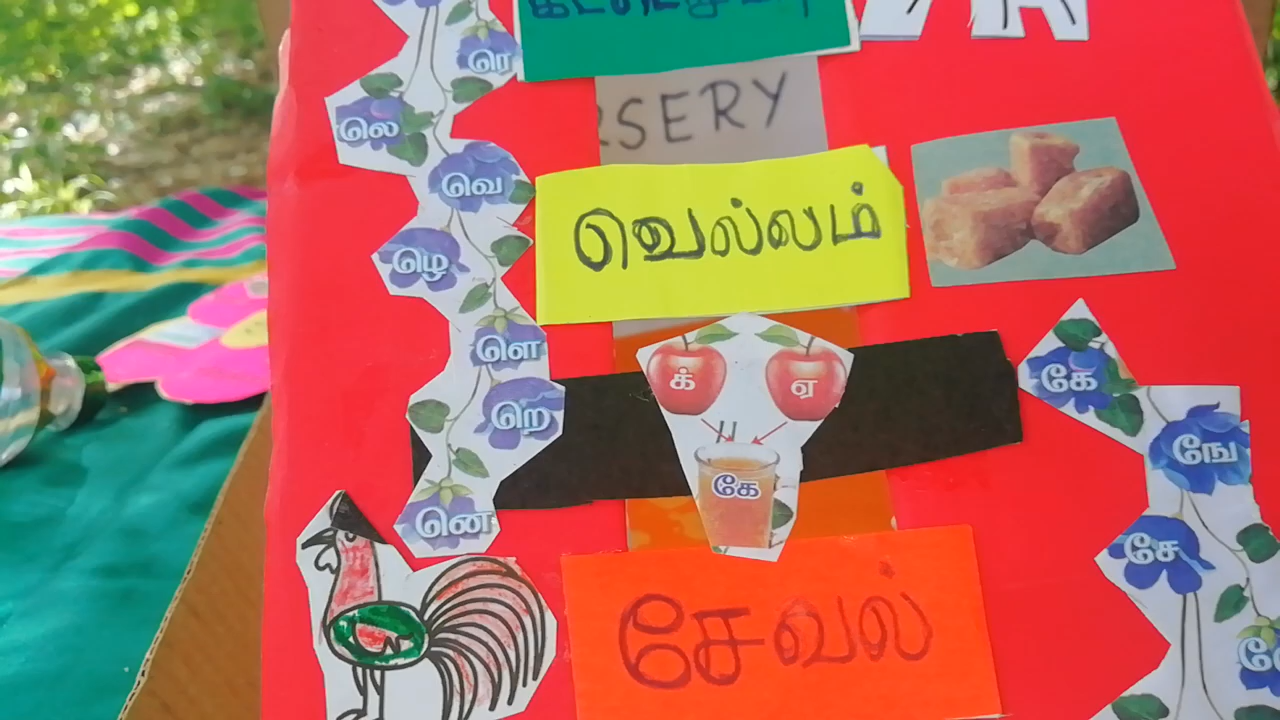 ரெ
RSERY
லெ
வெ
வெல்லம்
ழெ
ளெ
க் ஏ
கே
கே
றெ
ஙே
கே
னெ
சே
சேவல்